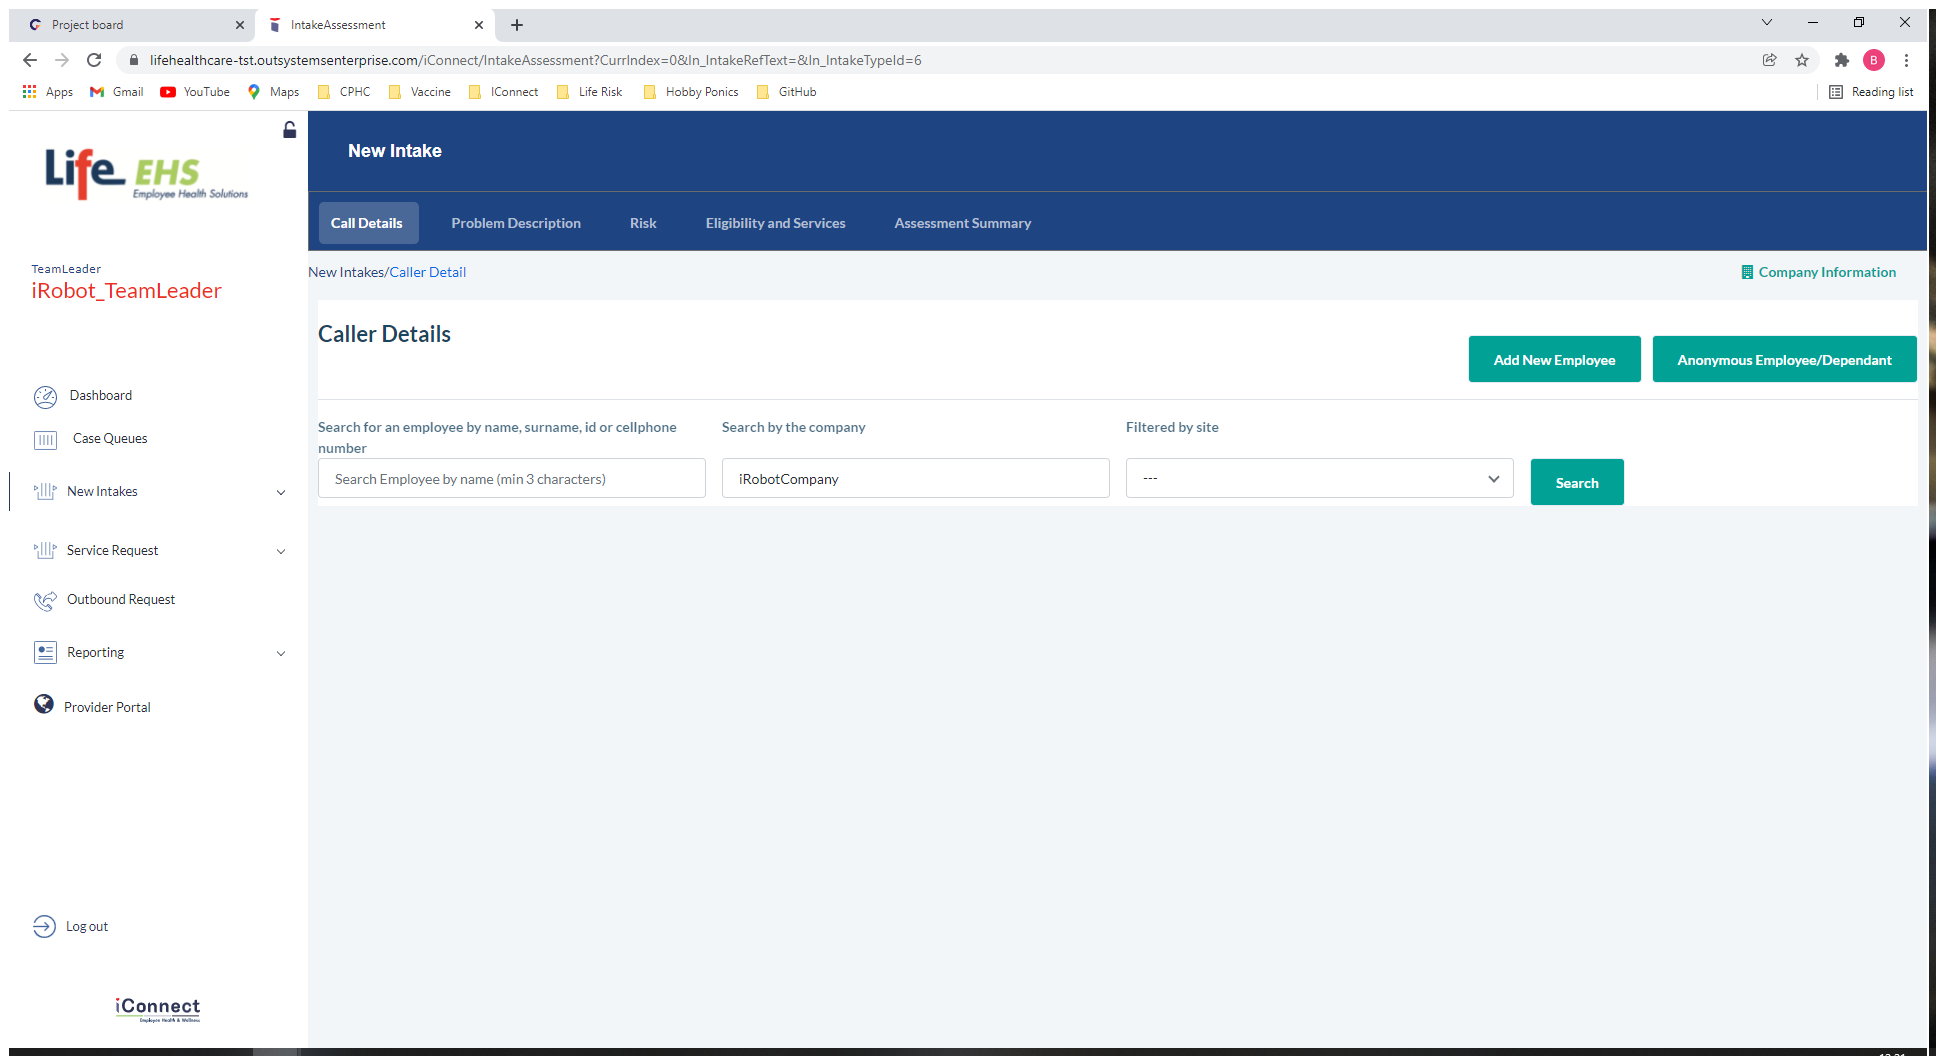 Project board
IntakeAssessment
lifehealthcare-tst.outsystemsenterprise.com/iConnect/IntakeAssessment?CurrIndex=0&In_IntakeRefText=&In_IntakeTypeId=6
B
Apps Gmail YouTube Maps CPHC Vaccine IConnect Life Risk Hobby Ponics GitHub Reading list
Life EHS
Employee Health Solutions
New Intake
Call Details Problem Description Risk Eligibility and Services Assessment Summary
New Intakes/Caller Detail
Company Information
TeamLeader
iRobot_TeamLeader
Dashboard
Case Queues
New Intakes
Service Request
Outbound Request
Reporting
Provider Portal
Log out
iConnect
Employee Health & Wellness
Caller Details
Add New Employee
Anonymous Employee/Dependant
Search for an employee by name, surname, id or cellphone
number
Search Employee by name (min 3 characters)
Search by the company
iRobotCompany
Filtered by site
---
Search